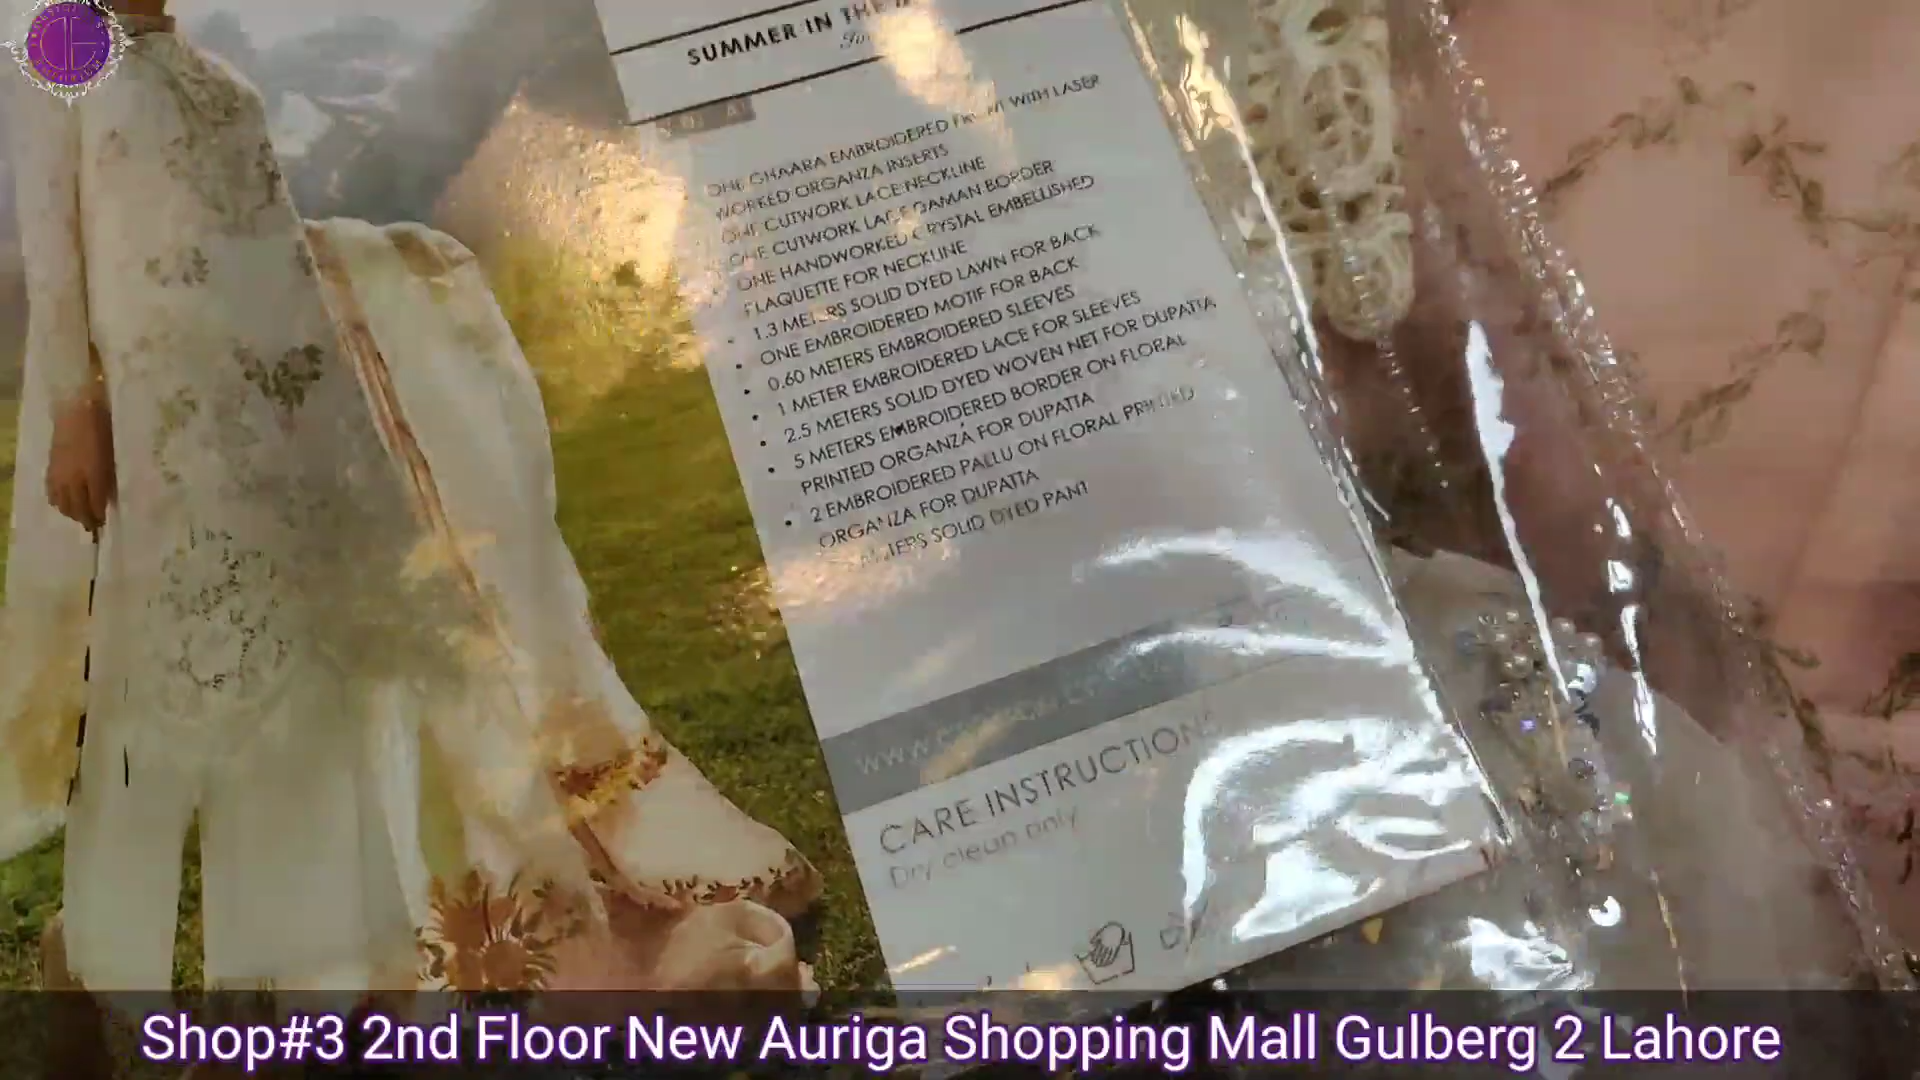 SUMMER IN THE
ONE GHAABA EMBROIDERED WITH LASER
WORKED ORGANZA INSERTS
ONE CUTWORK LACE NECKLINE
ONE CUTWORK LACE DAMAN BORDER
ONE HANDWORKED CRYSTAL EMBELLISHED
PLAQUETTE FOR NECKLINE
• 1.3 METERS SOLID DYED LAWN FOR BACK
• ONE EMBROIDERED MOTIF FOR BACK
• 0.60 METERS EMBROIDERED SLEEVES
• 1 METER EMBROIDERED LACE FOR SLEEVES
• 2.5 METERS SOLID DYED WOVEN NET FOR DUPATTA
• 5 METERS EMBROIDERED BORDER ON FLORAL
PRINTED ORGANZA FOR DUPATTA
• 2 EMBROIDERED PALLU ON FLORAL PRINTED
ORGANZA FOR DUPATTA
METERS SOLID DYED PANT
CARE INSTRUCTIONS
Dry clean only
Shop#3 2nd Floor New Auriga Shopping Mall Gulberg 2 Lahore